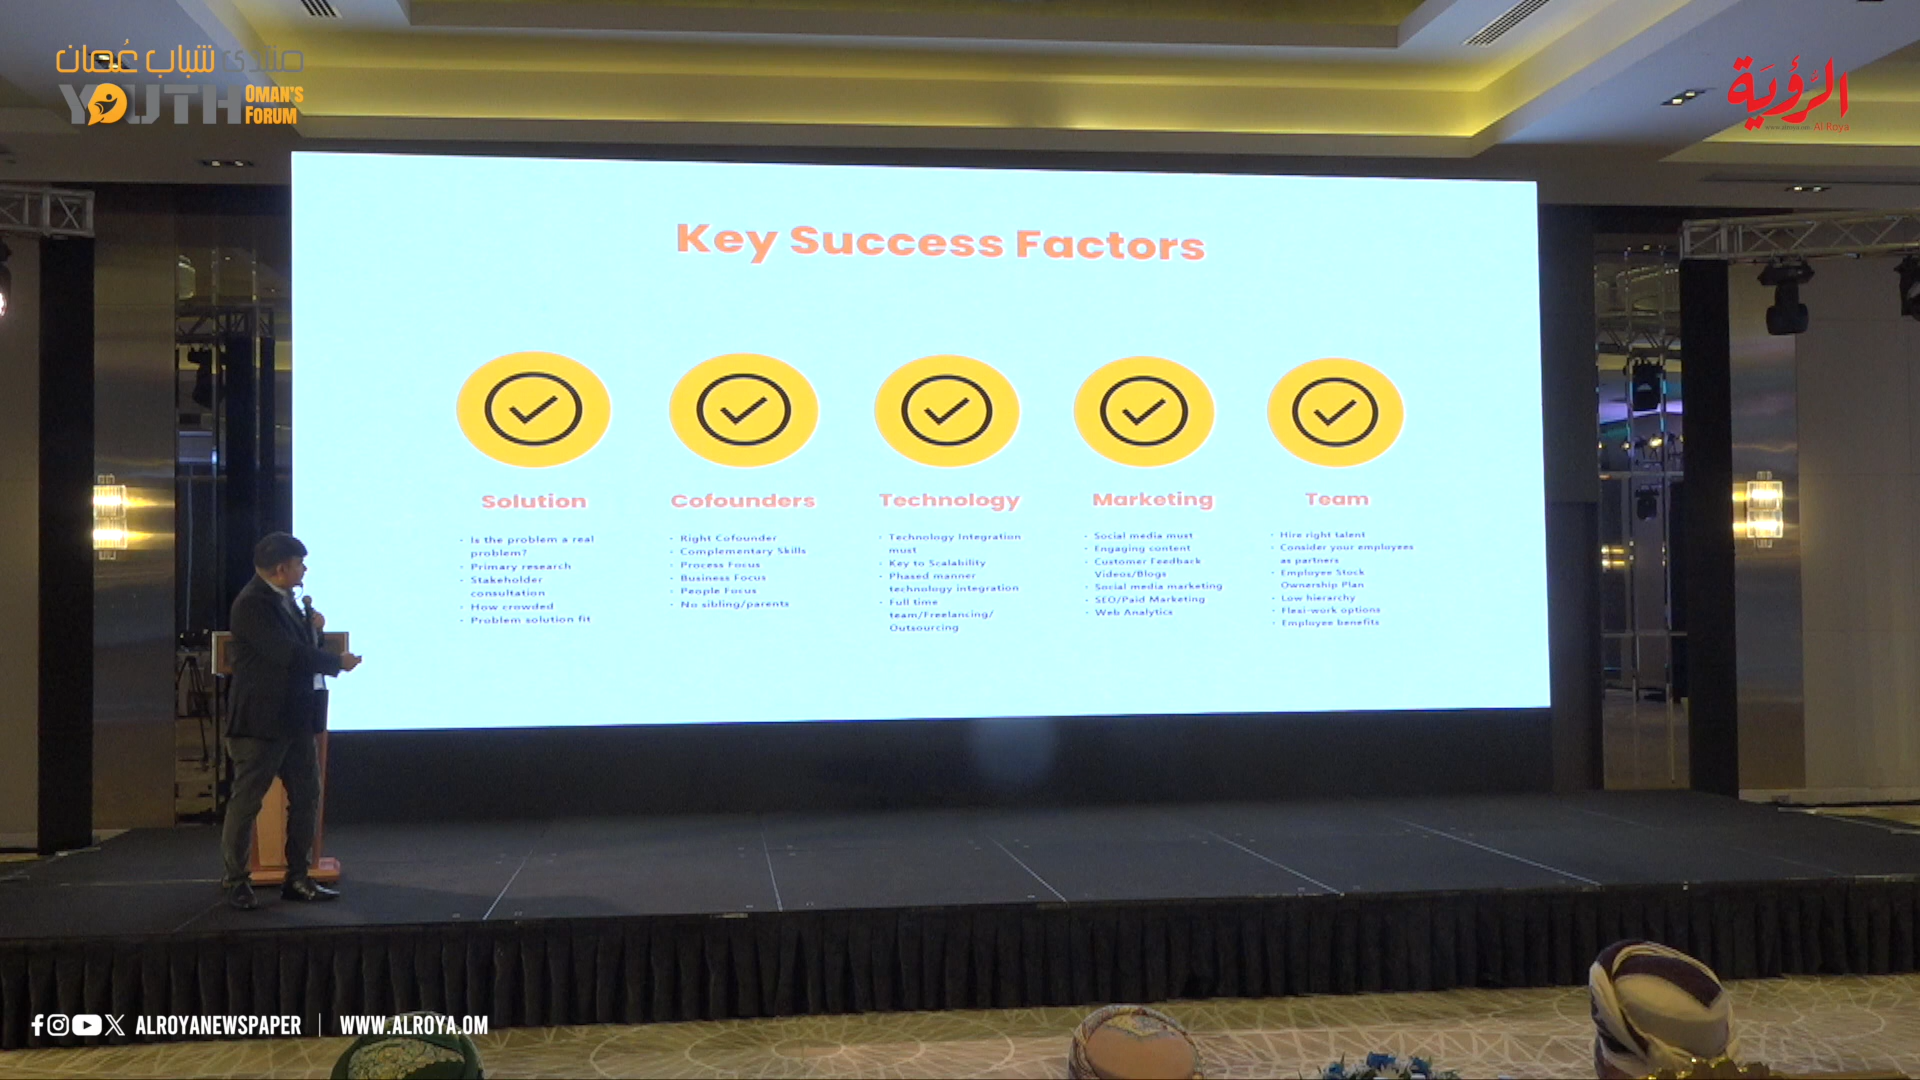 منتدى شباب عُمان
YOUTH OMAN'S FORUM
الرؤية
www.alroya.om Al Roya
Key Success Factors
Solution
• Is the problem a real
problem?
• Primary research
• Stakeholder
consultation
• How crowded
• Problem solution fit
Cofounders
• Right Cofounder
• Complementary Skills
• Process Focus
• Business Focus
• People Focus
• No sibling/parents
Technology
• Technology Integration
must
• Key to Scalability
• Phased manner
technology integration
• Full time
team/Freelancing/
Outsourcing
Marketing
• Social media must
• Engaging content
• Customer Feedback
Videos/Blogs
• Social media marketing
• SEO/Paid Marketing
• Web Analytics
Team
• Hire right talent
• Consider your employees
as partners
• Employee Stock
Ownership Plan
• Low hierarchy
• Flexi-work options
• Employee benefits
ALROYANEWSPAPER | WWW.ALROYA.OM